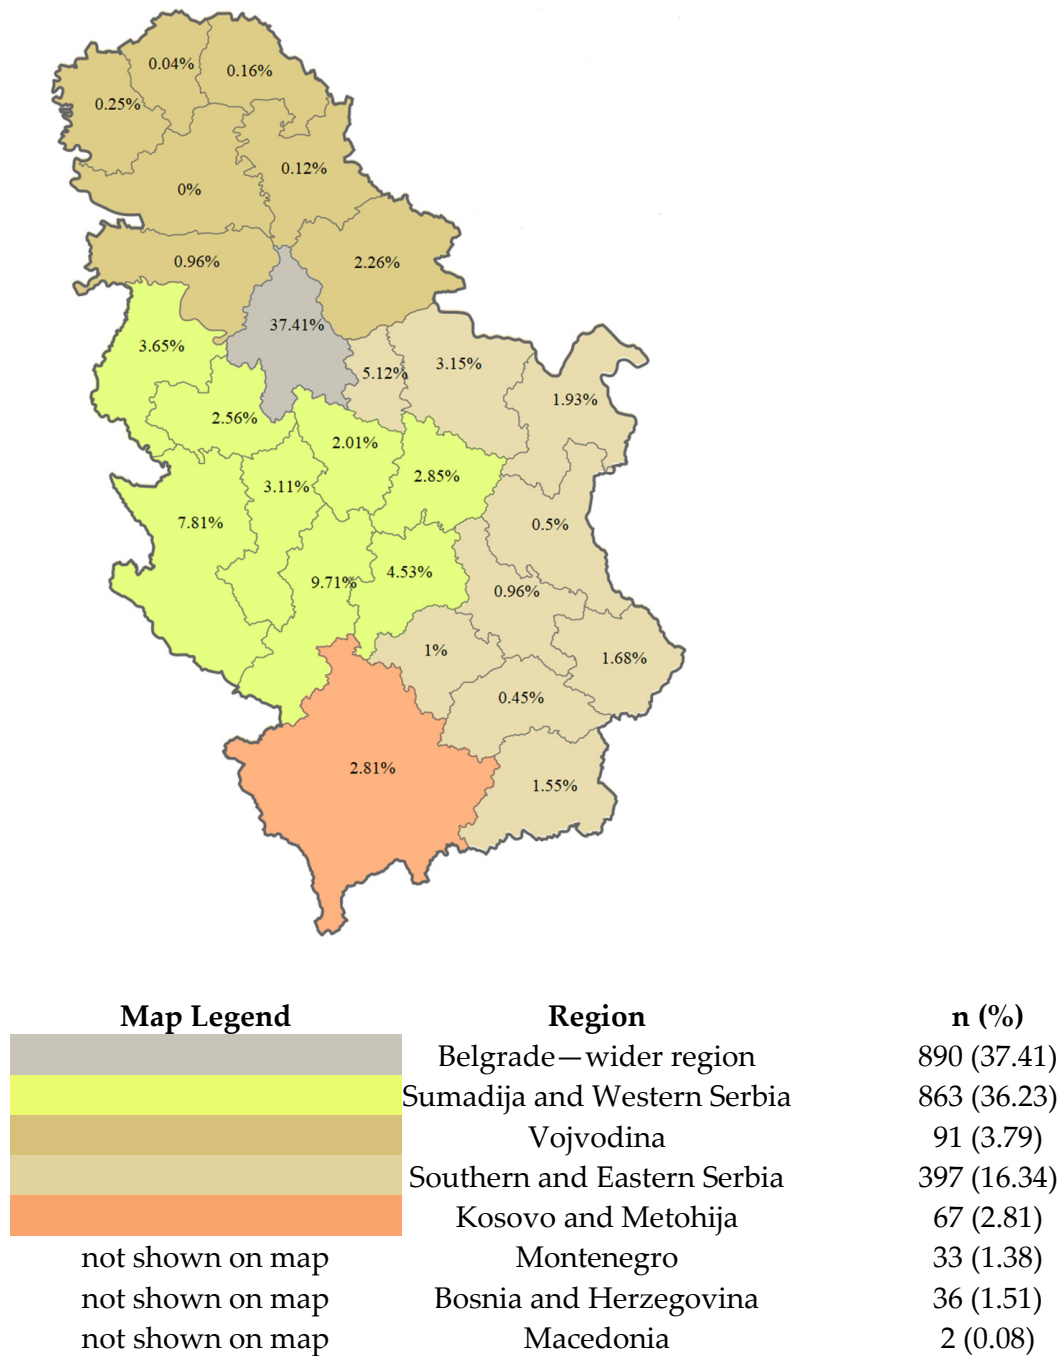 0.04%
0.16%
0.25%
0.12%
0%
0.96%
2.26%
37.41%
3.65%
5.12%
3.15%
1.93%
2.56%
2.01%
2.85%
3.11%
7.81%
0.5%
9.71%
4.53%
0.96%
1%
1.68%
0.45%
2.81%
1.55%
Map Legend Region n (%)
Belgrade—wider region 890 (37.41)
Sumadija and Western Serbia 863 (36.23)
Vojvodina 91 (3.79)
Southern and Eastern Serbia 397 (16.34)
Kosovo and Metohija 67 (2.81)
not shown on map Montenegro 33 (1.38)
not shown on map Bosnia and Herzegovina 36 (1.51)
not shown on map Macedonia 2 (0.08)